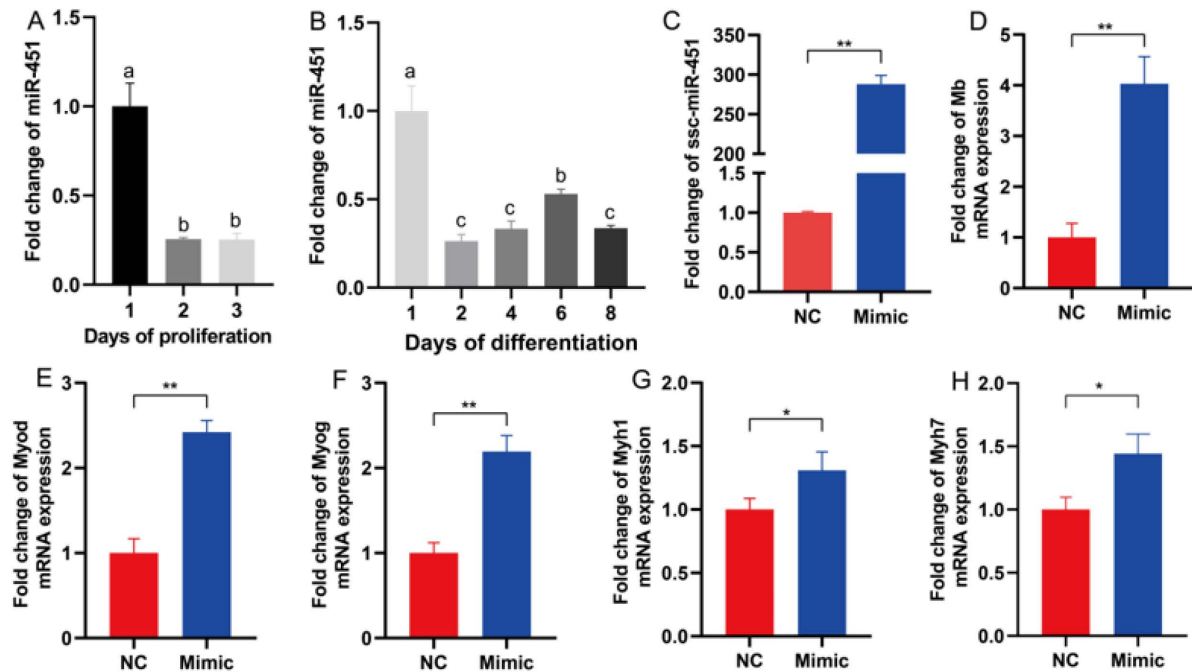 A
Fold change of miR-451
1.5
1.0
0.5
0.0
a
b
b
1
2
3
Days of proliferation
B
Fold change of miR-451
1.5
1.0
0.5
0.0
a
c
c
b
c
1
2
4
6
8
Days of differentiation
C
Fold change of ssc-miR-451
350
300
250
200
1.5
1.0
0.5
0.0
**
NC
Mimic
D
Fold change of Mb
mRNA expression
5
4
3
2
1
0
**
NC
Mimic
E
Fold change of Myod
mRNA expression
3
2
1
0
**
NC
Mimic
F
Fold change of Myog
mRNA expression
3
2
1
0
**
NC
Mimic
G
Fold change of Myh1
mRNA expression
2.0
1.5
1.0
0.5
0.0
*
NC
Mimic
H
Fold change of Myh7
mRNA expression
2.0
1.5
1.0
0.5
0.0
*
NC
Mimic